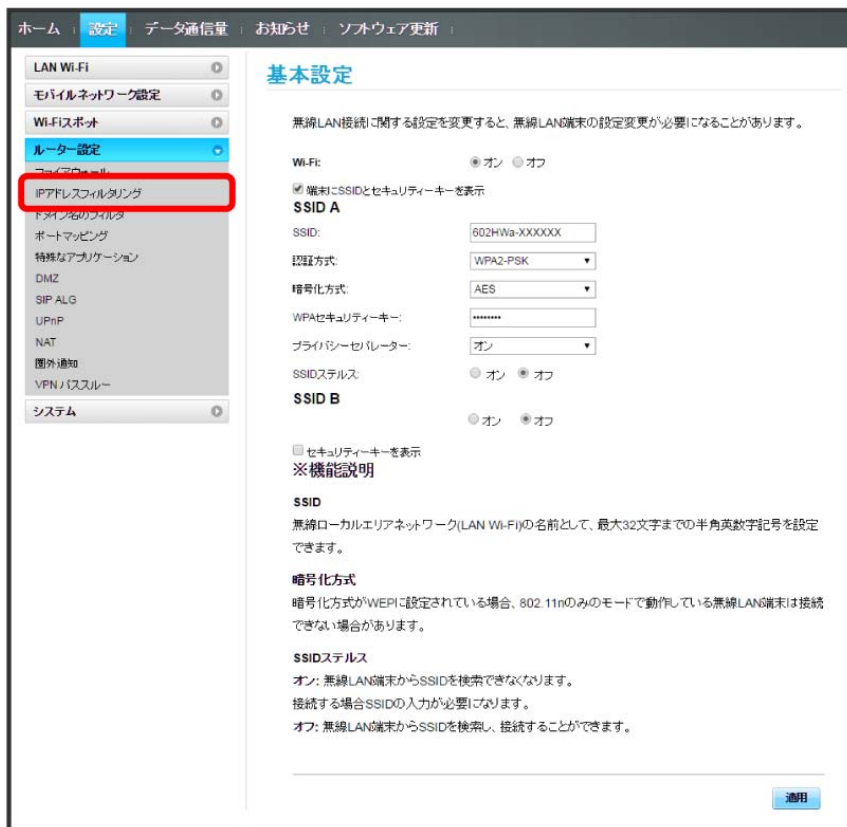 ホーム 設定 データ通信量 お知らせ ソフトウェア更新
LAN Wi-Fi
モバイルネットワーク設定
Wi-Fiスポット
ルーター設定
ファイアウォール
IPアドレスフィルタリング
ドメイン名のフィルタ
ポートマッピング
特殊なアプリケーション
DMZ
SIP ALG
UPnP
NAT
圏外通知
VPN パススルー
システム
基本設定
無線LAN接続に関する設定を変更すると、無線LAN端末の設定変更が必要になることがあります。
Wi-Fi: オン オフ
端末にSSIDとセキュリティーキーを表示
SSID A
SSID: 602HWa-XXXXXX
認証方式: WPA2-PSK
暗号化方式: AES
WPAセキュリティーキー: ••••••••
プライバシーセパレーター: オン
SSIDステルス: オン オフ
SSID B
オン オフ
セキュリティーキーを表示
※機能説明
SSID
無線ローカルエリアネットワーク(LAN Wi-Fi)の名前として、最大32文字までの半角英数字記号を設定
できます。
暗号化方式
暗号化方式がWEPに設定されている場合、802.11nのみのモードで動作している無線LAN端末は接続
できない場合があります。
SSIDステルス
オン: 無線LAN端末からSSIDを検索できなくなります。
接続する場合SSIDの入力が必要になります。
オフ: 無線LAN端末からSSIDを検索し、接続することができます。
適用